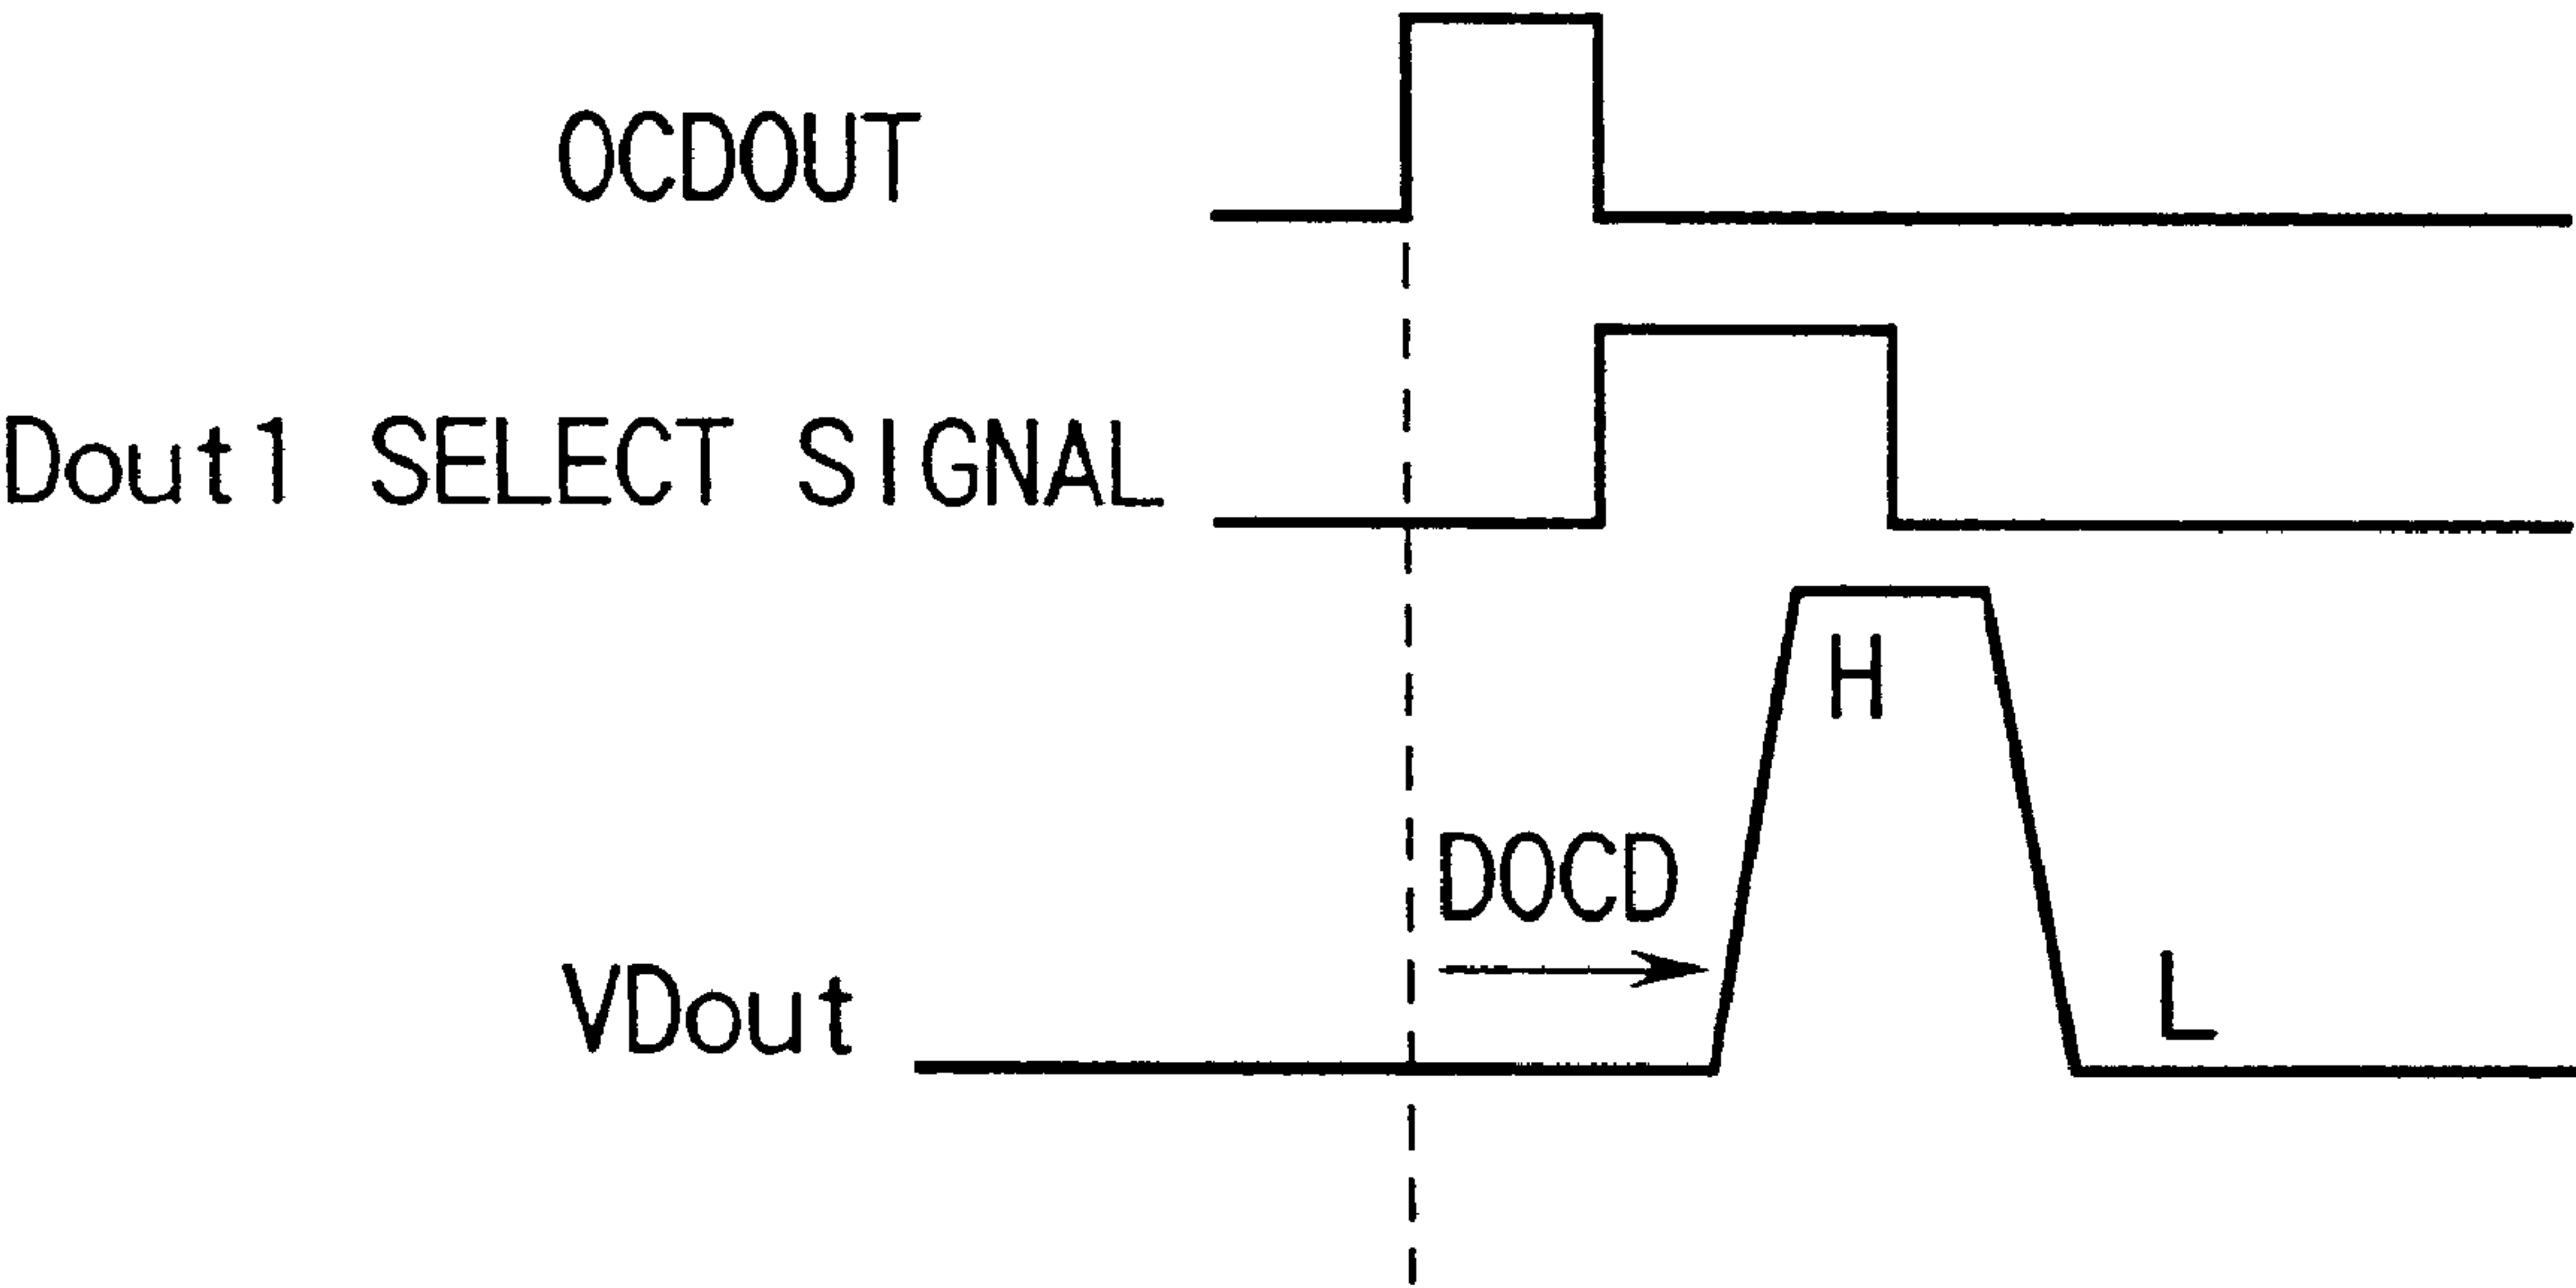 OCDOUT
Dout1 SELECT SIGNAL
H
DOCD
VDout
L